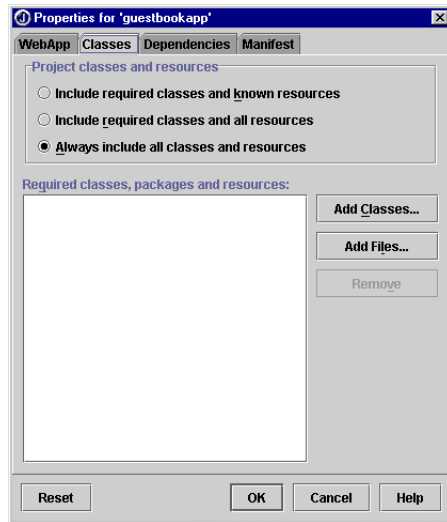 Properties for 'guestbookapp'
WebApp Classes Dependencies Manifest
Project classes and resources
Include required classes and known resources
Include required classes and all resources
Always include all classes and resources
Required classes, packages and resources:
Add Classes...
Add Files...
Remove
Reset OK Cancel Help